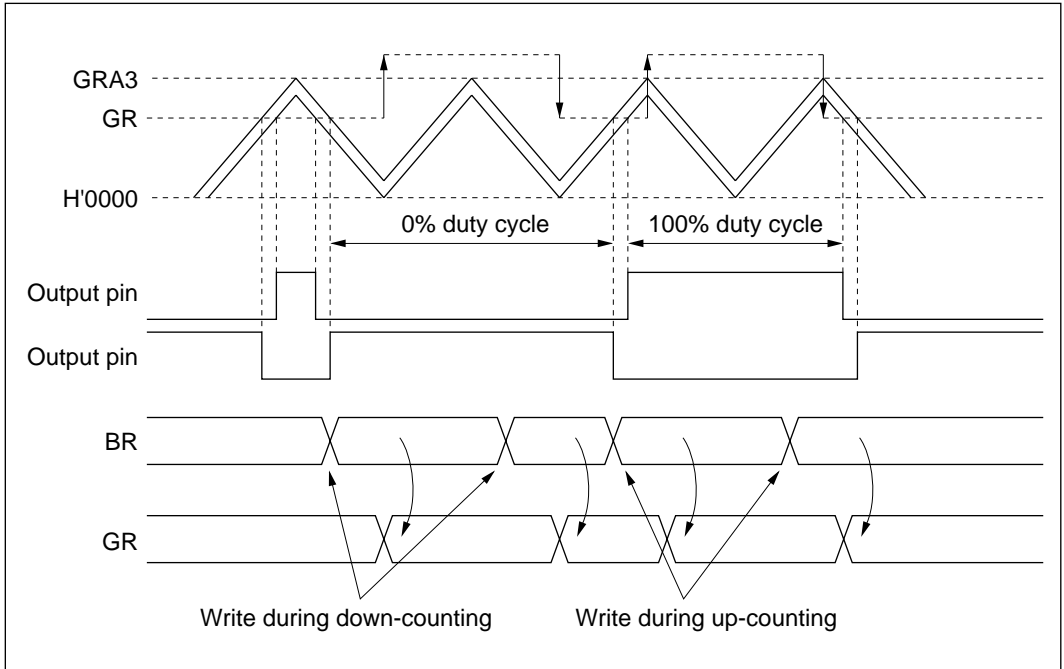 GRA3
GR
H'0000
0% duty cycle
100% duty cycle
Output pin
Output pin
BR
GR
Write during down-counting
Write during up-counting